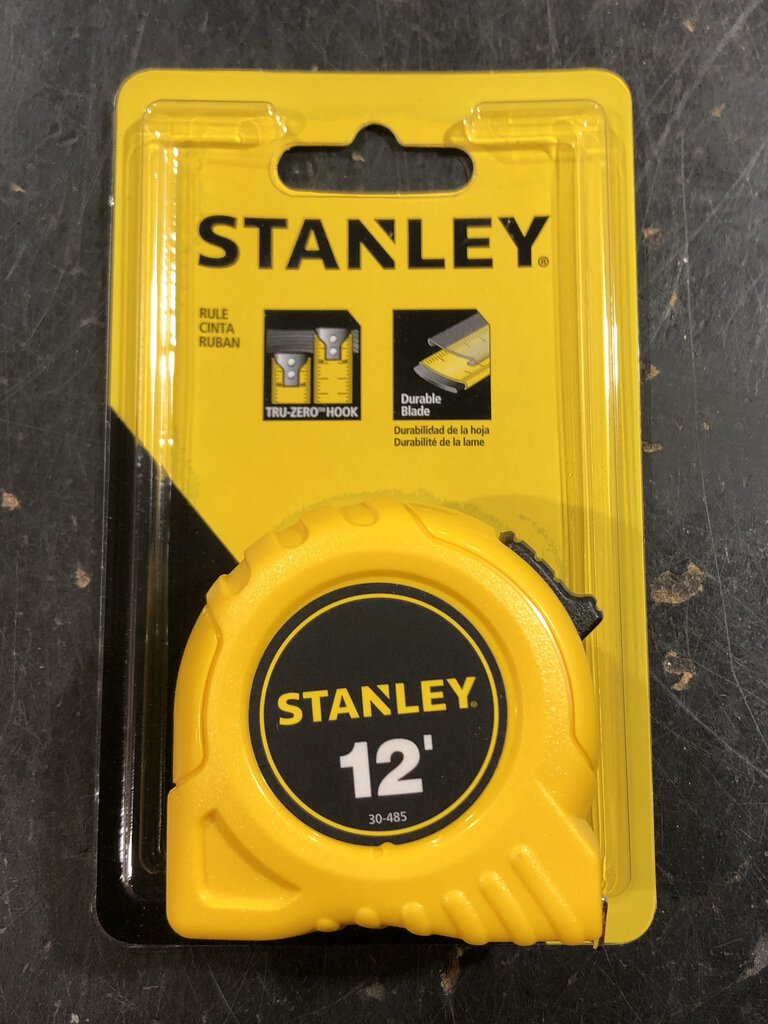 STANLEY®
RULE
CINTA
RUBAN
TRU-ZERO™ HOOK
Durable
Blade
Durabilidad de la hoja
Durabilité de la lame
STANLEY®
12'
30-485